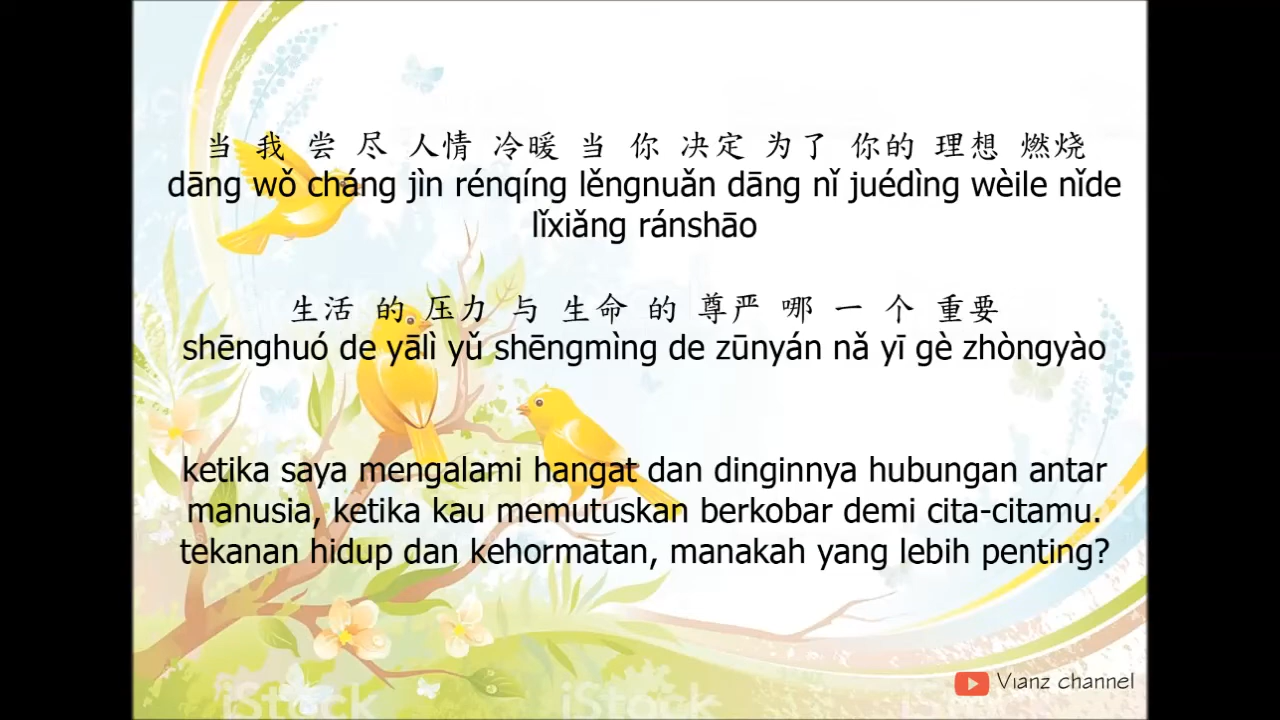 当 我 尝 尽 人情 冷暖 当 你 决定 为了 你的 理想 燃烧
dāng wǒ cháng jìn rénqíng lěngnuǎn dāng nǐ juédìng wèile nǐde
lǐxiǎng ránshāo
生活 的 压力 与 生命 的 尊严 哪 一 个 重要
shēnghuó de yālì yǔ shēngmìng de zūnyán nǎ yī gè zhòngyào
ketika saya mengalami hangat dan dinginnya hubungan antar
manusia, ketika kau memutuskan berkobar demi cita-citamu.
tekanan hidup dan kehormatan, manakah yang lebih penting?
Vianz channel
iStock iStock iStock